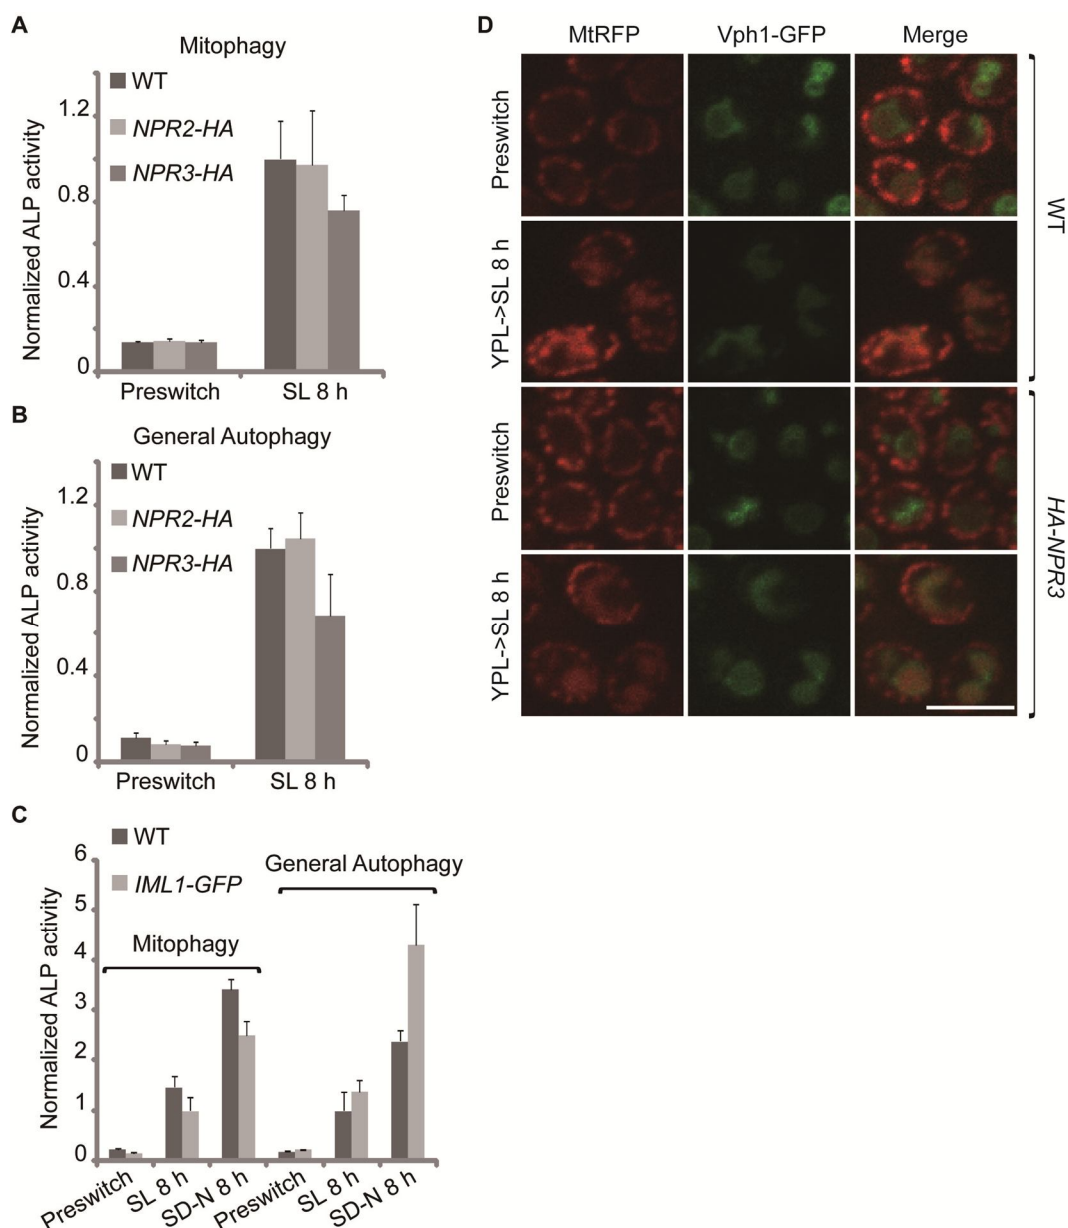 A
Mitophagy
WT
NPR2-HA
NPR3-HA
Normalized ALP activity
1.2
0.8
0.4
0
Preswitch SL 8 h
B
General Autophagy
WT
NPR2-HA
NPR3-HA
Normalized ALP activity
1.2
0.8
0.4
0
Preswitch SL 8 h
C
WT
IML1-GFP
General Autophagy
Mitophagy
Normalized ALP activity
6
5
4
3
2
1
0
Preswitch SL 8 h SD-N 8 h Preswitch SL 8 h SD-N 8 h
D
MtRFP Vph1-GFP Merge
Preswitch
YPL->SL 8 h
WT
Preswitch
YPL->SL 8 h
HA-NPR3